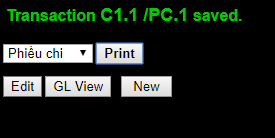 Transaction C1.1 /PC.1 saved.
Phiếu chi Print
Edit GL View New